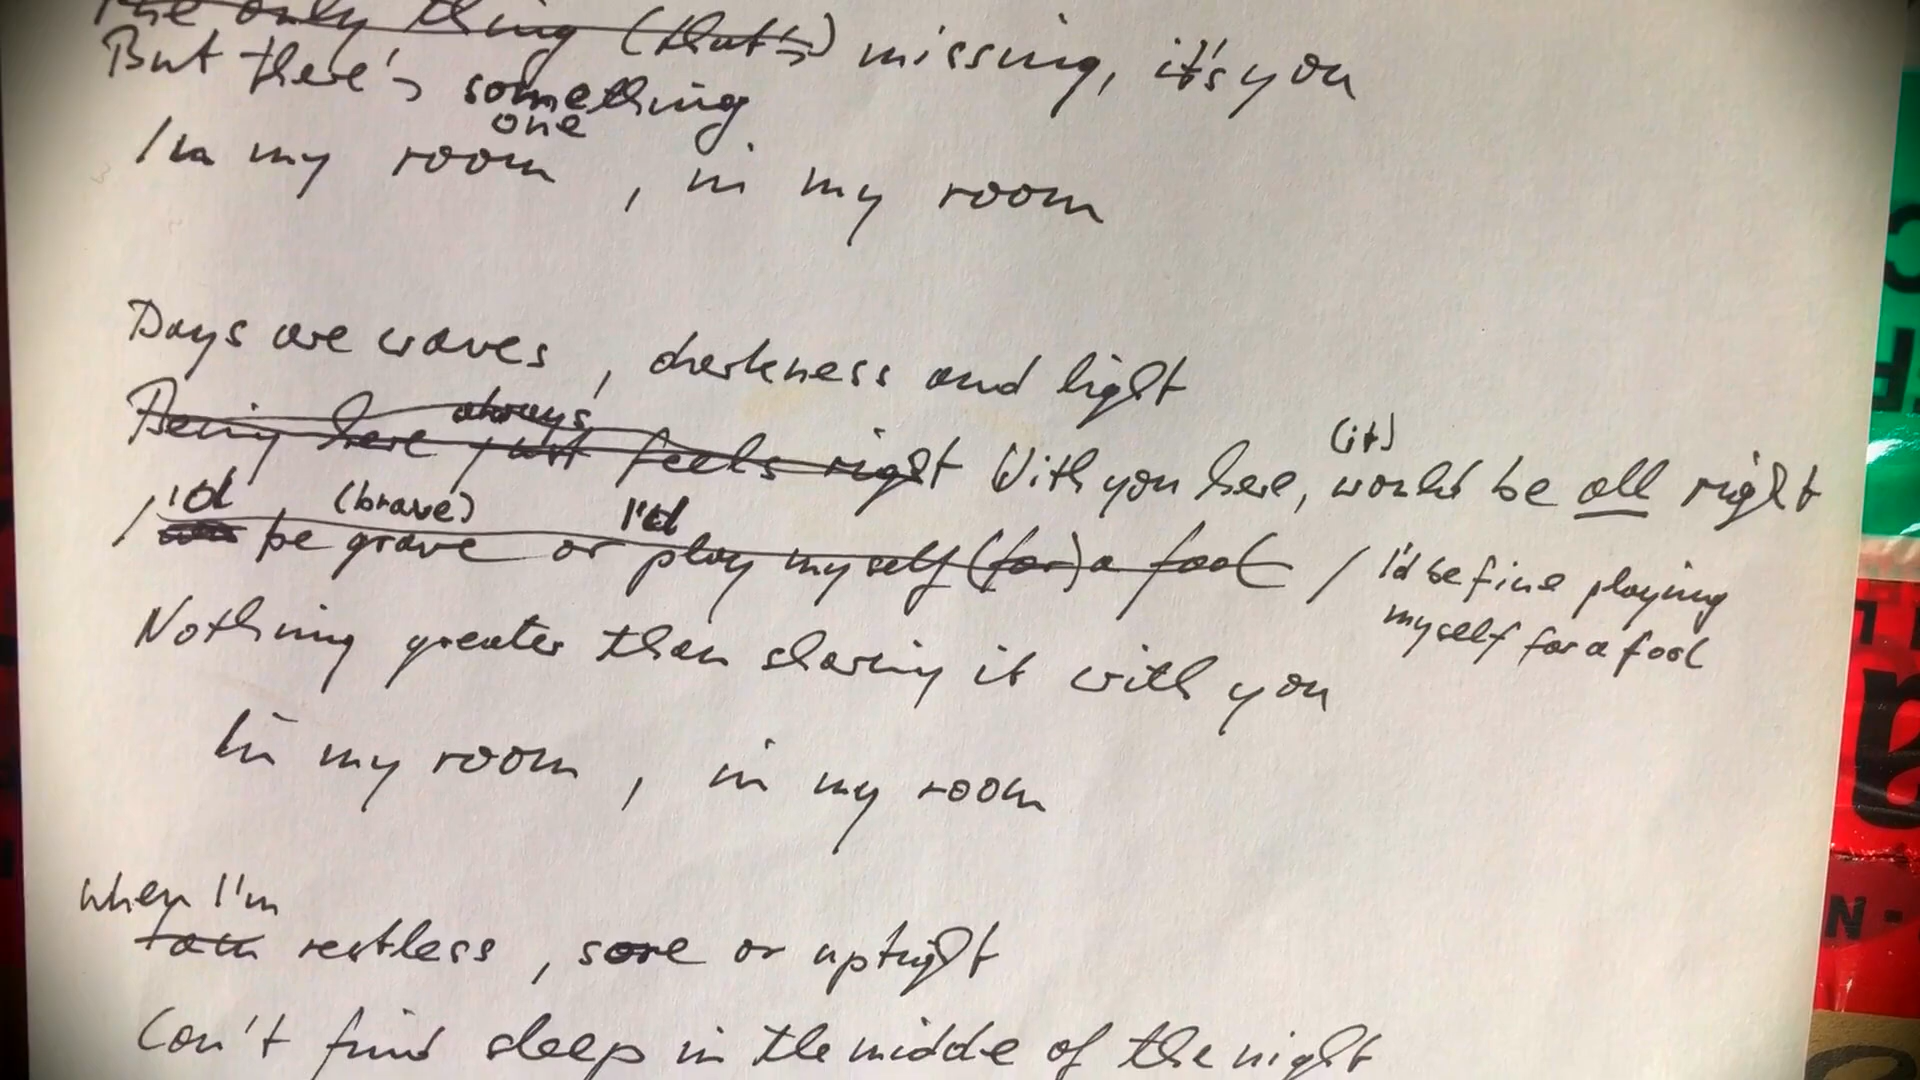 The only thing (that's) missing, it's you
But there's something
one
In my room, in my room
Days are waves, darkness and light
always
(it)
Being here just feels right With you here, would be all right
'd (brave) I'd
I be grave or play myself (for) a fool / I'd be fine playing
myself for a fool
Nothing greater than sharing it with you
In my room, in my room
When I'm
I am restless, sore or uptight
Can't find sleep in the middle of the night
N